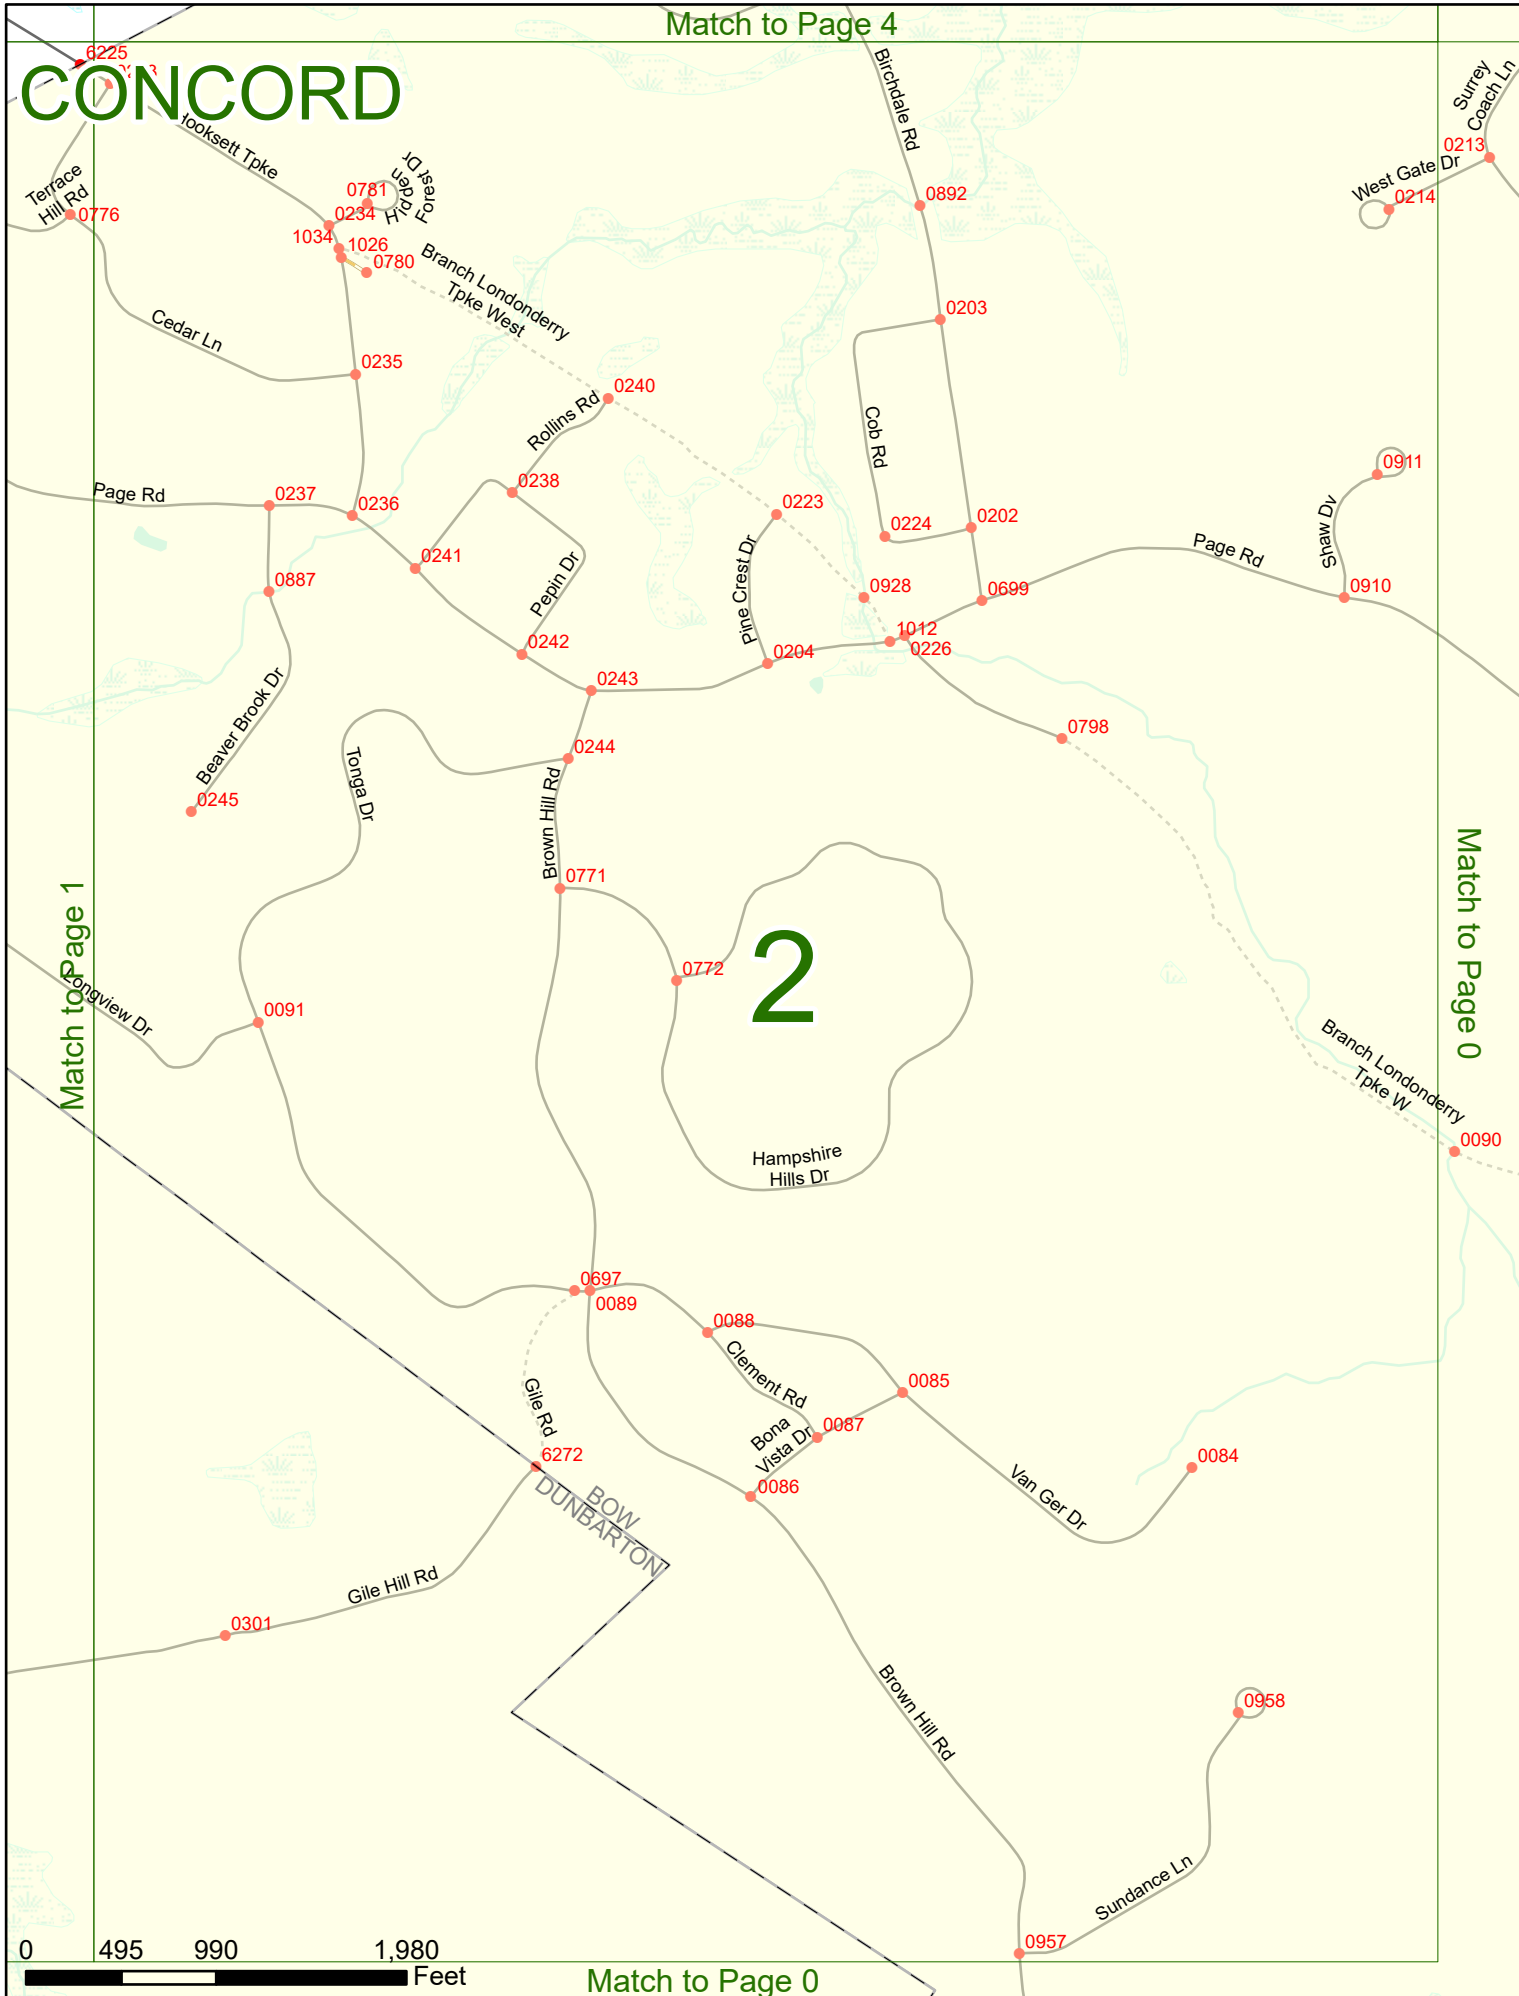 Match to Page 4
6225
CONCORD
Hooksett Tpke
Birchdale Rd
Surrey
Coach Ln
0213
West Gate Dr
0214
Terrace
Hill Rd
0776
0781
Hidden
Forest Dr
0234
0892
1034
1026
0780
Branch Londonderry
Tpke West
Cedar Ln
0203
0235
0240
Rollins Rd
Cob Rd
0911
Page Rd
0237
0238
0236
0223
0224
0202
Shaw Dv
Page Rd
0241
Pepin Dr
Pine Crest Dr
0887
0928
0699
0910
0242
1012
0226
0204
0243
Beaver Brook Dr
0798
Tonga Dr
0244
0245
Brown Hill Rd
0771
Match to Page 1
Match to Page 0
2
0772
Longview Dr
0091
Branch Londonderry
Tpke W
0090
Hampshire
Hills Dr
0697
0089
0088
Clement Rd
0085
Gile Rd
Bona
Vista Dr
0087
6272
0084
Van Ger Dr
0086
BOW
DUNBARTON
Gile Hill Rd
0301
Brown Hill Rd
0958
Sundance Ln
0957
0 495 990 1,980
Feet
Match to Page 0